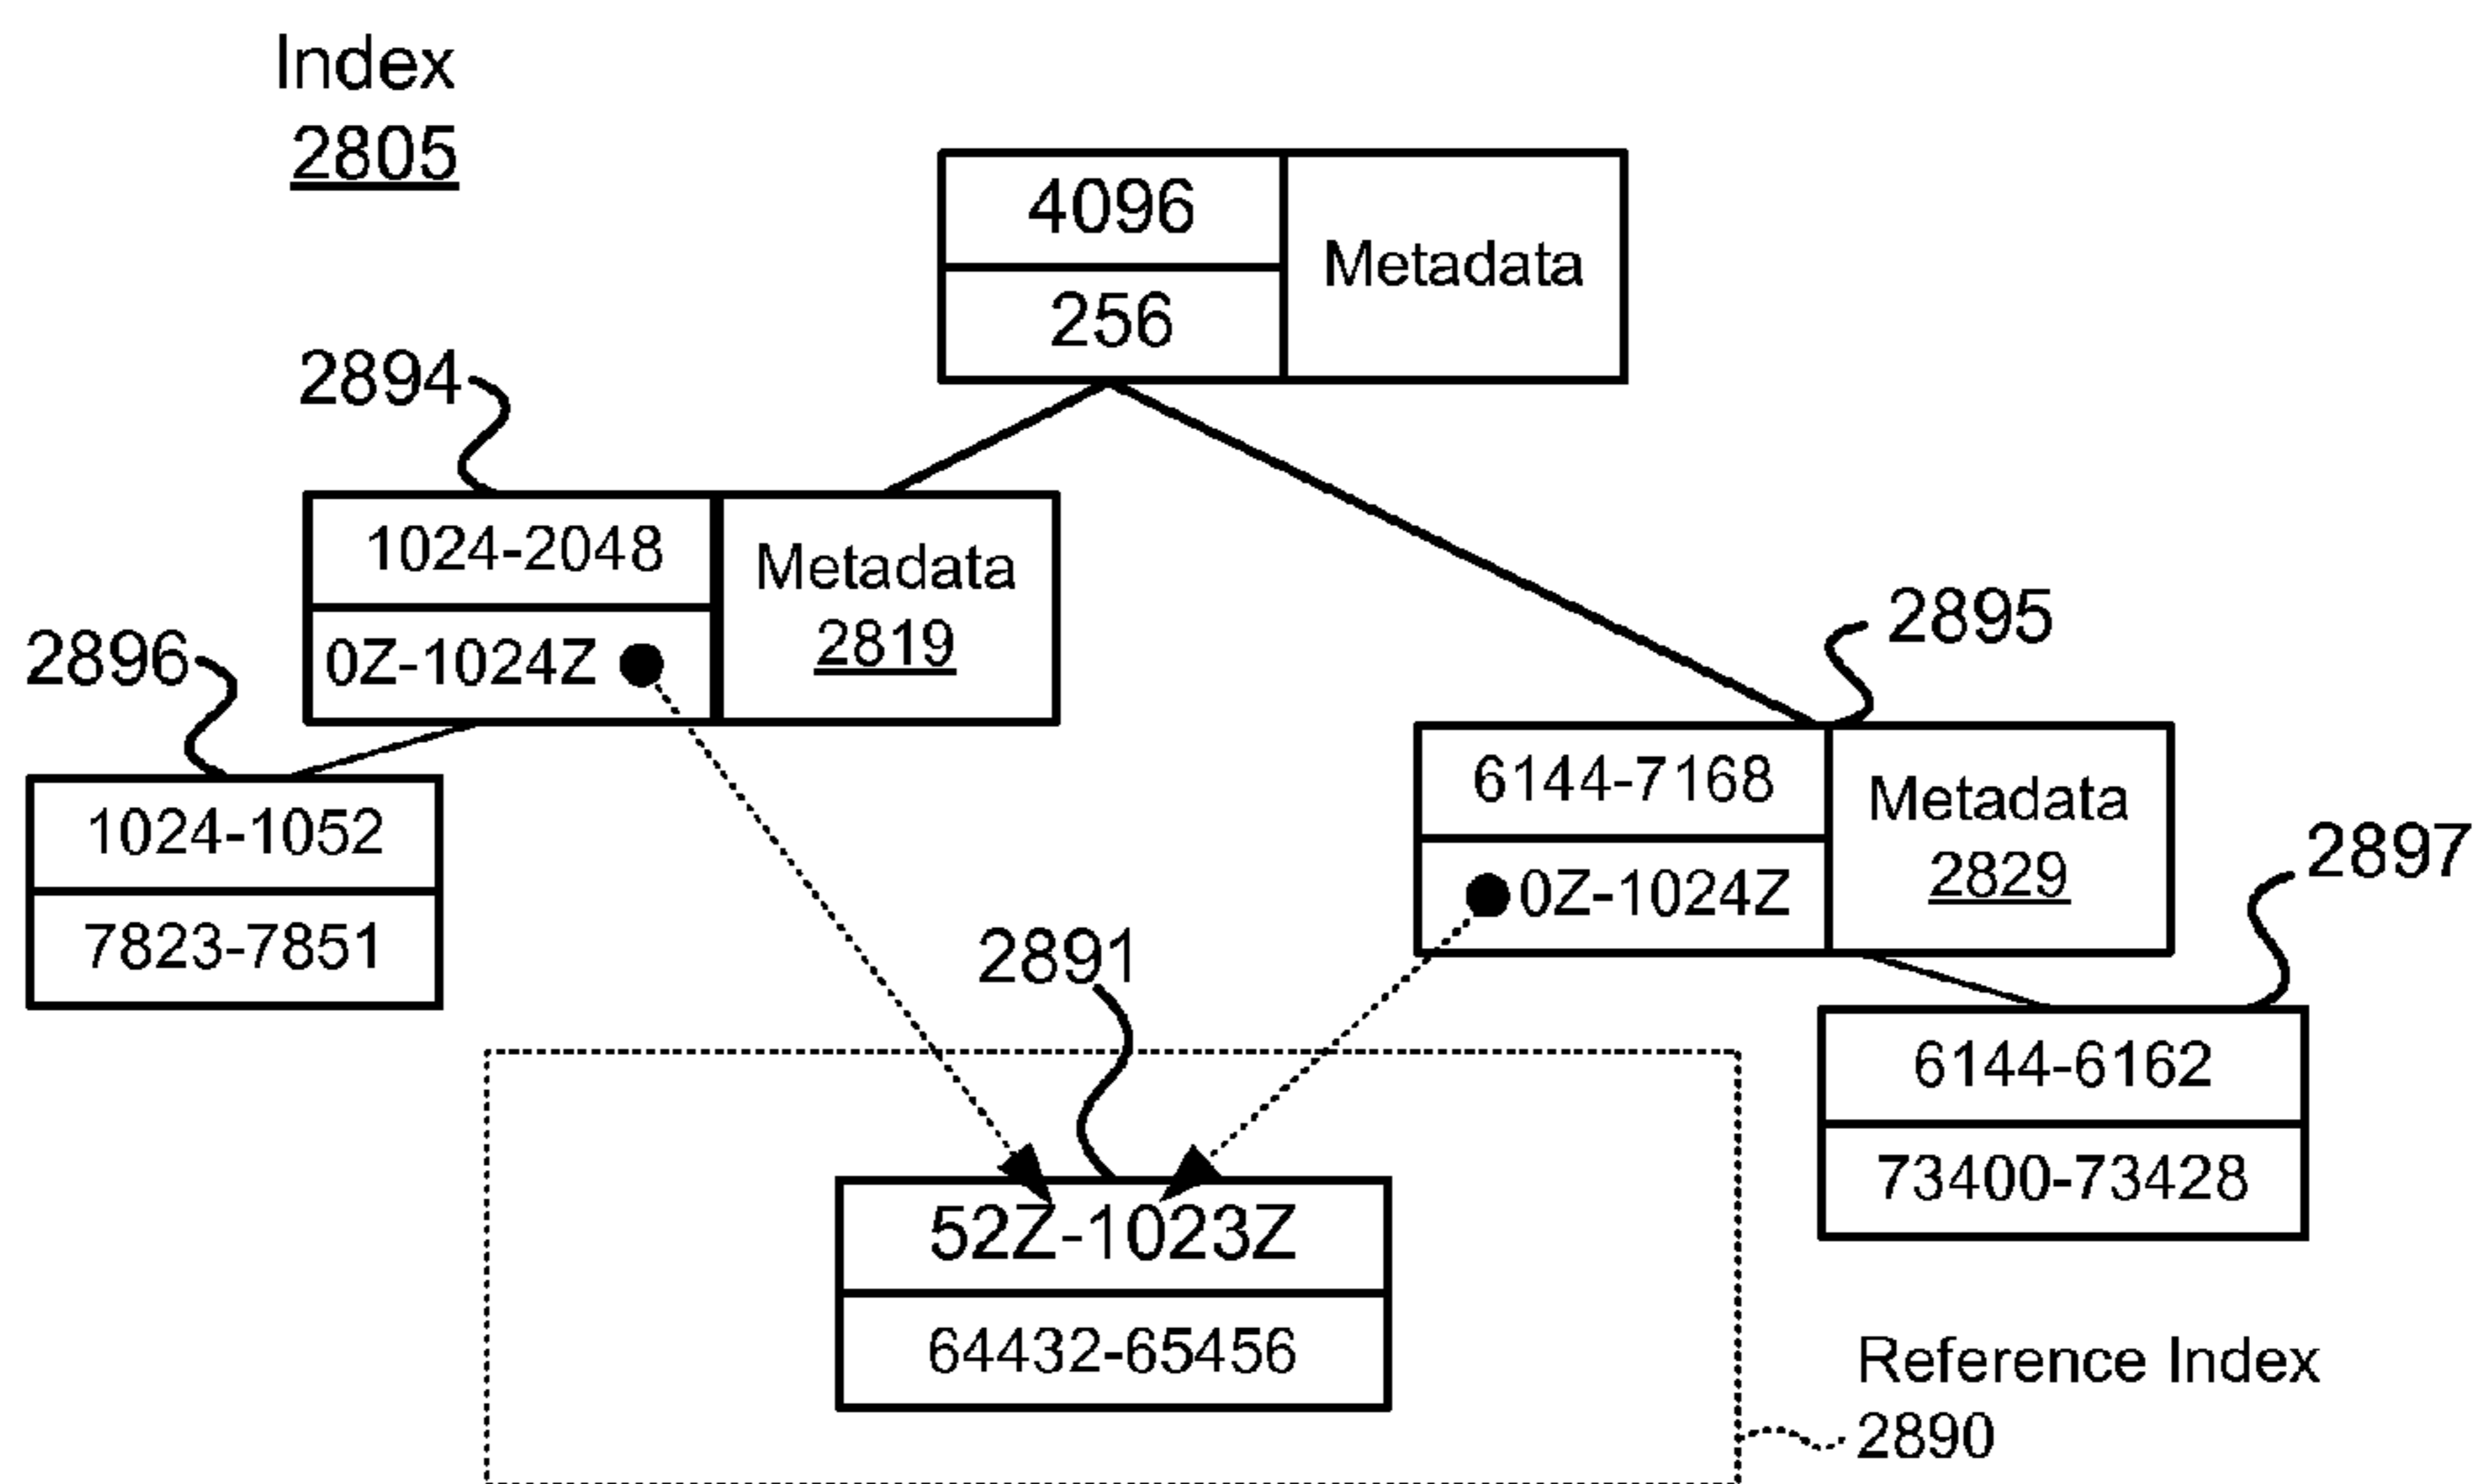 Index
2805
4096
256
Metadata
2894
1024-2048
0Z-1024Z
Metadata
2819
2896
1024-1052
7823-7851
2895
6144-7168
0Z-1024Z
Metadata
2829
2897
6144-6162
73400-73428
2891
52Z-1023Z
64432-65456
Reference Index
2890